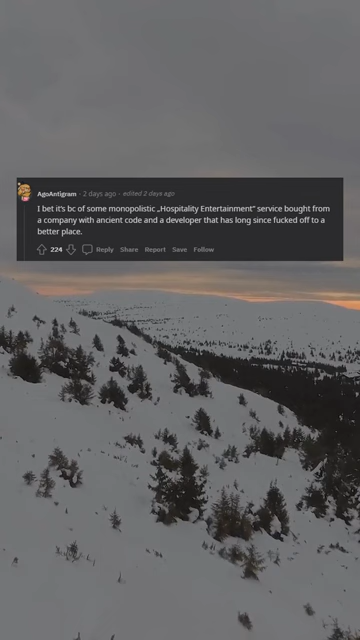 AgoAntigram · 2 days ago · edited 2 days ago
I bet it's bc of some monopolistic „Hospitality Entertainment" service bought from
a company with ancient code and a developer that has long since fucked off to a
better place.
224 Reply Share Report Save Follow